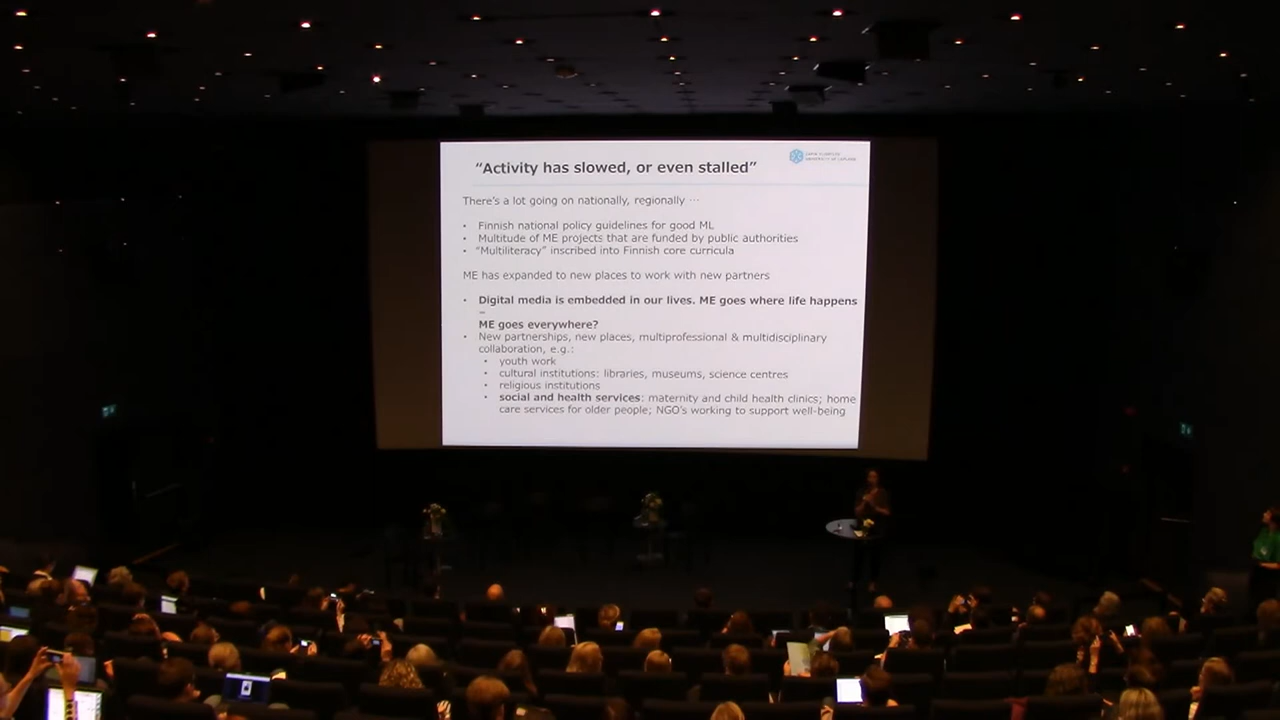 “Activity has slowed, or even stalled”
UNIVERSITY OF LAPLAND
There's a lot going on nationally, regionally ⋯
• Finnish national policy guidelines for good ML
• Multitude of ME projects that are funded by public authorities
• “Multiliteracy” inscribed into Finnish core curricula
ME has expanded to new places to work with new partners
• Digital media is embedded in our lives. ME goes where life happens
–
ME goes everywhere?
• New partnerships, new places, multiprofessional & multidisciplinary
collaboration, e.g.:
• youth work
• cultural institutions: libraries, museums, science centres
• religious institutions
• social and health services: maternity and child health clinics; home
care services for older people; NGO's working to support well-being